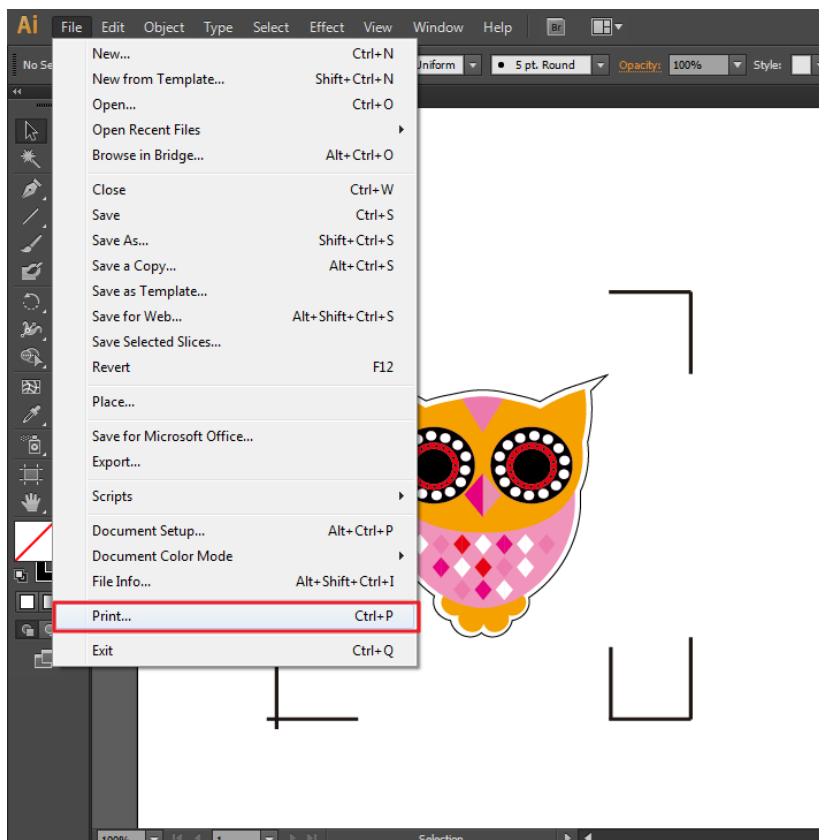 Ai File Edit Object Type Select Effect View Window Help Br
No Se
Uniform 5 pt. Round Opacity: 100% Style:
New... Ctrl+N
New from Template... Shift+Ctrl+N
Open... Ctrl+O
Open Recent Files
Browse in Bridge... Alt+Ctrl+O
Close Ctrl+W
Save Ctrl+S
Save As... Shift+Ctrl+S
Save a Copy... Alt+Ctrl+S
Save as Template...
Save for Web... Alt+Shift+Ctrl+S
Save Selected Slices...
Revert F12
Place...
Save for Microsoft Office...
Export...
Scripts
Document Setup... Alt+Ctrl+P
Document Color Mode
File Info... Alt+Shift+Ctrl+I
Print... Ctrl+P
Exit Ctrl+Q
100% 1 Selection